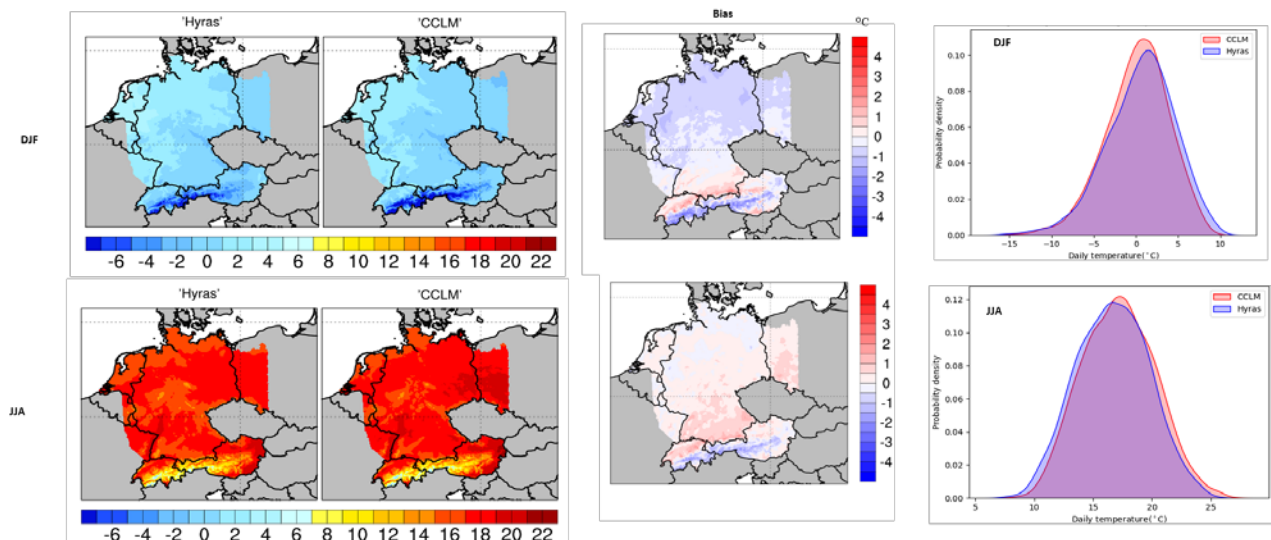 'Hyras' 'CCLM'
Bias
°C
DJF
-6 -4 -2 0 2 4 6 8 10 12 14 16 18 20 22
4
3
2
1
0
-1
-2
-3
-4
DJF
CCLM
Hyras
Probability density
0.10
0.08
0.06
0.04
0.02
0.00
-15 -10 -5 0 5 10
Daily temperature(°C)
JJA
'Hyras' 'CCLM'
-6 -4 -2 0 2 4 6 8 10 12 14 16 18 20 22
4
3
2
1
0
-1
-2
-3
-4
JJA
CCLM
Hyras
Probability density
0.12
0.10
0.08
0.06
0.04
0.02
0.00
5 10 15 20 25
Daily temperature(°C)